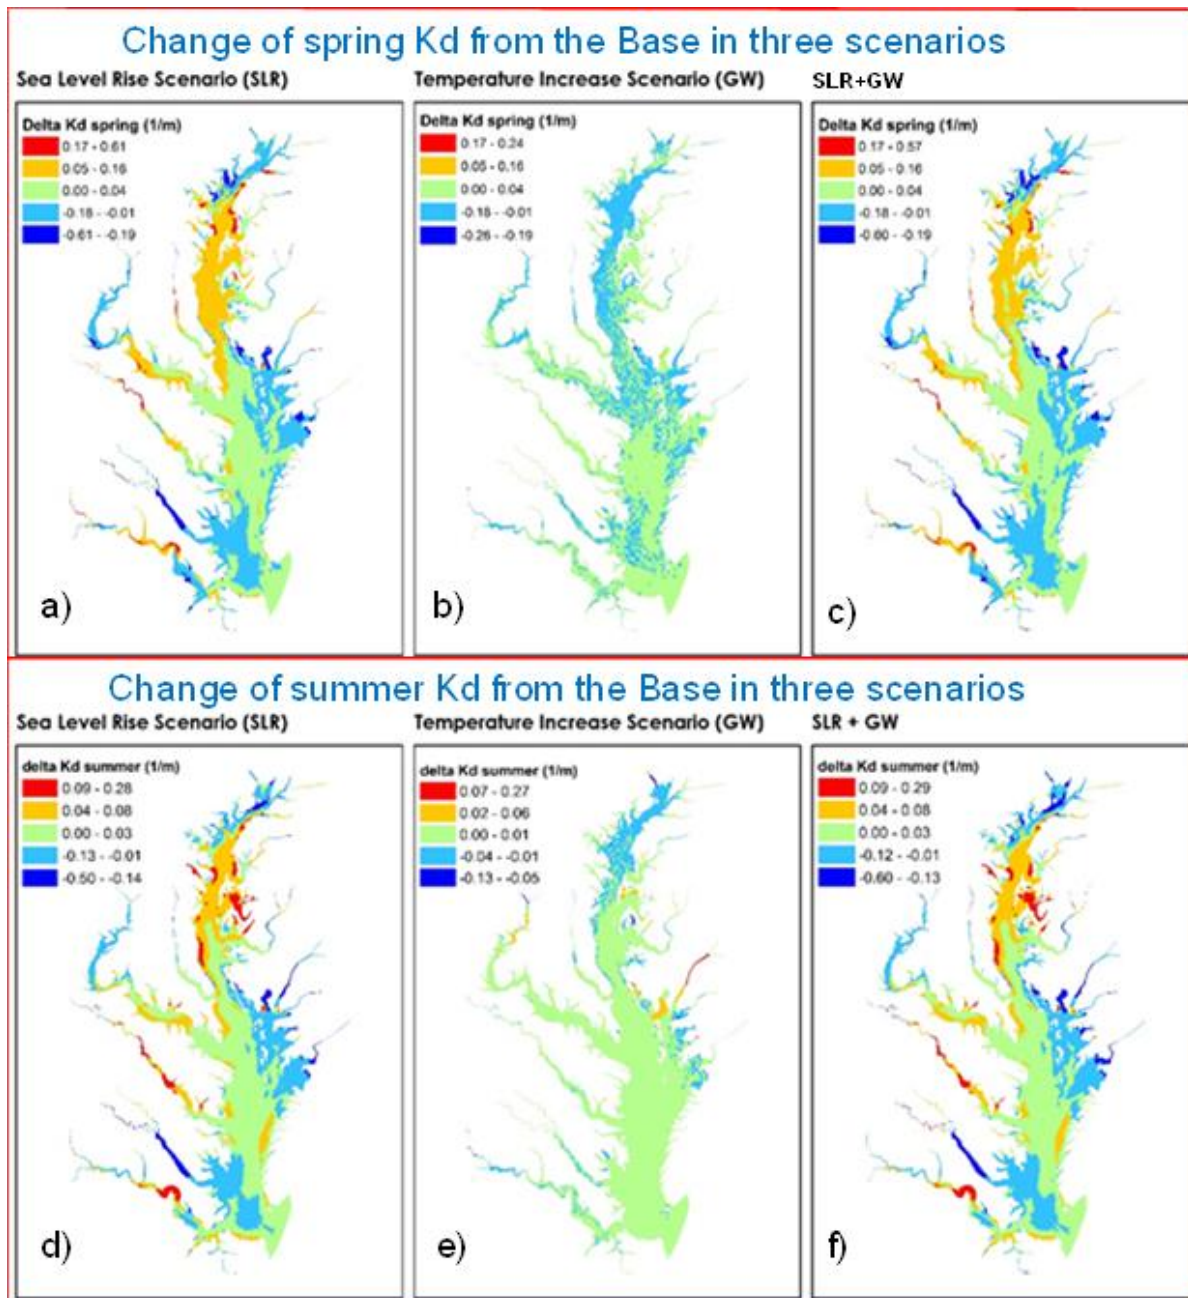 Change of spring Kd from the Base in three scenarios
Sea Level Rise Scenario (SLR)
Temperature Increase Scenario (GW)
SLR+GW
Delta Kd spring (1/m)
0.17 - 0.61
0.05 - 0.16
0.00 - 0.04
-0.18 - -0.01
-0.61 - -0.19
a)
Delta Kd spring (1/m)
0.17 - 0.24
0.05 - 0.16
0.00 - 0.04
-0.18 - -0.01
-0.26 - -0.19
b)
Delta Kd spring (1/m)
0.17 - 0.57
0.05 - 0.16
0.00 - 0.04
-0.18 - -0.01
-0.60 - -0.19
c)
Change of summer Kd from the Base in three scenarios
Sea Level Rise Scenario (SLR)
Temperature Increase Scenario (GW)
SLR + GW
delta Kd summer (1/m)
0.09 - 0.28
0.04 - 0.08
0.00 - 0.03
-0.13 - -0.01
-0.50 - -0.14
d)
delta Kd summer (1/m)
0.07 - 0.27
0.02 - 0.06
0.00 - 0.01
-0.04 - -0.01
-0.13 - -0.05
e)
delta Kd summer (1/m)
0.09 - 0.29
0.04 - 0.08
0.00 - 0.03
-0.12 - -0.01
-0.60 - -0.13
f)